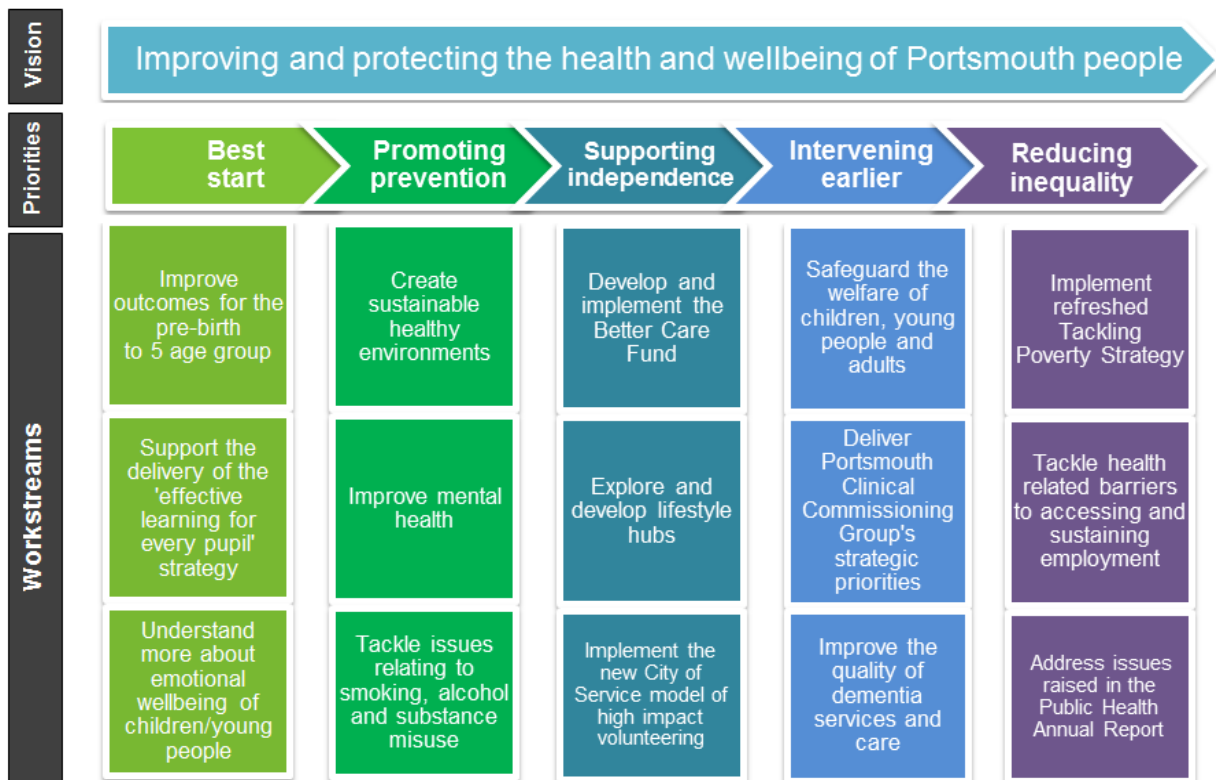 Vision
Improving and protecting the health and wellbeing of Portsmouth people
Priorities
Best
start
Promoting
prevention
Supporting
independence
Intervening
earlier
Reducing
inequality
Workstreams
Improve
outcomes for the
pre-birth
to 5 age group
Create
sustainable
healthy
environments
Develop and
implement the
Better Care
Fund
Safeguard the
welfare of
children, young
people and
adults
Implement
refreshed
Tackling
Poverty Strategy
Support the
delivery of the
'effective
learning for
every pupil'
strategy
Improve mental
health
Explore and
develop lifestyle
hubs
Deliver
Portsmouth
Clinical
Commissioning
Group's
strategic
priorities
Tackle health
related barriers
to accessing and
sustaining
employment
Understand
more about
emotional
wellbeing of
children/young
people
Tackle issues
relating to
smoking, alcohol
and substance
misuse
Implement the
new City of
Service model of
high impact
volunteering
Improve the
quality of
dementia
services and
care
Address issues
raised in the
Public Health
Annual Report